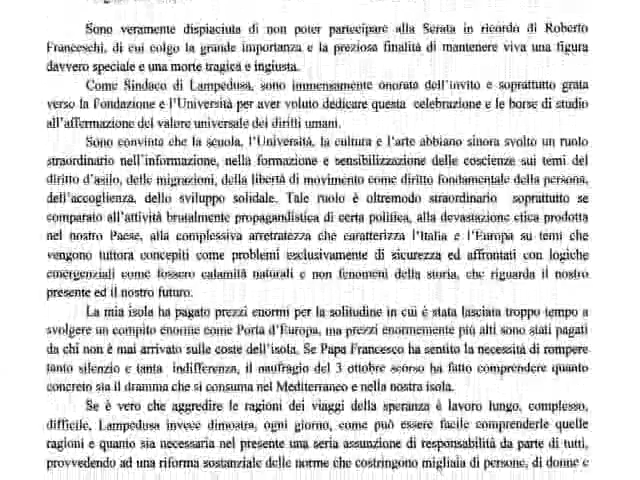 Sono veramente dispiaciuta di non poter partecipare alla Serata in ricordo di Roberto
Franceschi, di cui colgo la grande importanza e la preziosa finalità di mantenere viva una figura
davvero speciale e una morte tragica e ingiusta.
Come Sindaco di Lampedusa, sono immensamente onorata dell'invito e soprattutto grata
verso la Fondazione e l'Università per aver voluto dedicare questa celebrazione e le borse di studio
all'affermazione del valore universale dei diritti umani.
Sono convinta che la scuola, l'Università, la cultura e l'arte abbiano sinora svolto un ruolo
straordinario nell'informazione, nella formazione e sensibilizzazione delle coscienze sui temi del
diritto d'asilo, delle migrazioni, della libertà di movimento come diritto fondamentale della persona,
dell'accoglienza, dello sviluppo solidale. Tale ruolo è oltremodo straordinario soprattutto se
comparato all'attività brutalmente propagandistica di certa politica, alla devastazione etica prodotta
nel nostro Paese, alla complessiva arretratezza che caratterizza l'Italia e l'Europa su temi che
vengono tuttora concepiti come problemi esclusivamente di sicurezza ed affrontati con logiche
emergenziali come fossero calamità naturali e non fenomeni della storia, che riguarda il nostro
presente ed il nostro futuro.
La mia isola ha pagato prezzi enormi per la solitudine in cui è stata lasciata troppo tempo a
svolgere un compito enorme come Porta d'Europa, ma prezzi enormemente più alti sono stati pagati
da chi non è mai arrivato sulle coste dell'isola. Se Papa Francesco ha sentito la necessità di rompere
tanto silenzio e tanta indifferenza, il naufragio del 3 ottobre scorso ha fatto comprendere quanto
concreto sia il dramma che si consuma nel Mediterraneo e nella nostra isola.
Se è vero che aggredire le ragioni dei viaggi della speranza è lavoro lungo, complesso,
difficile, Lampedusa invece dimostra, ogni giorno, come può essere facile comprenderle quelle
ragioni e quanto sia necessaria nel presente una seria assunzione di responsabilità da parte di tutti,
provvedendo ad una riforma sostanziale delle norme che costringono migliaia di persone, di donne e